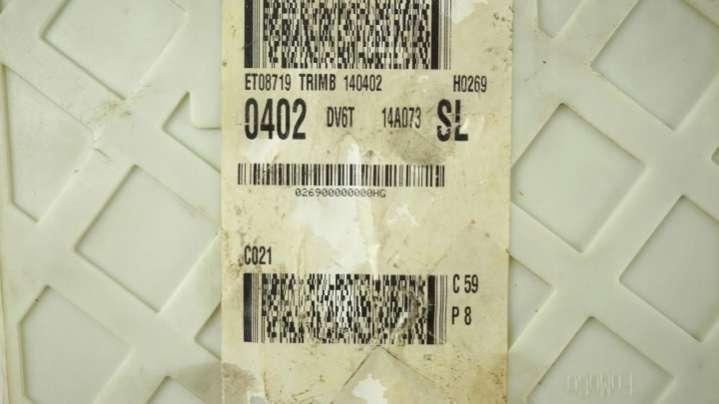 ET08719 TRIMB 140402 H0269
0402 DV6T 14A073 SL
026900000000HG
C021
C 59
P 8